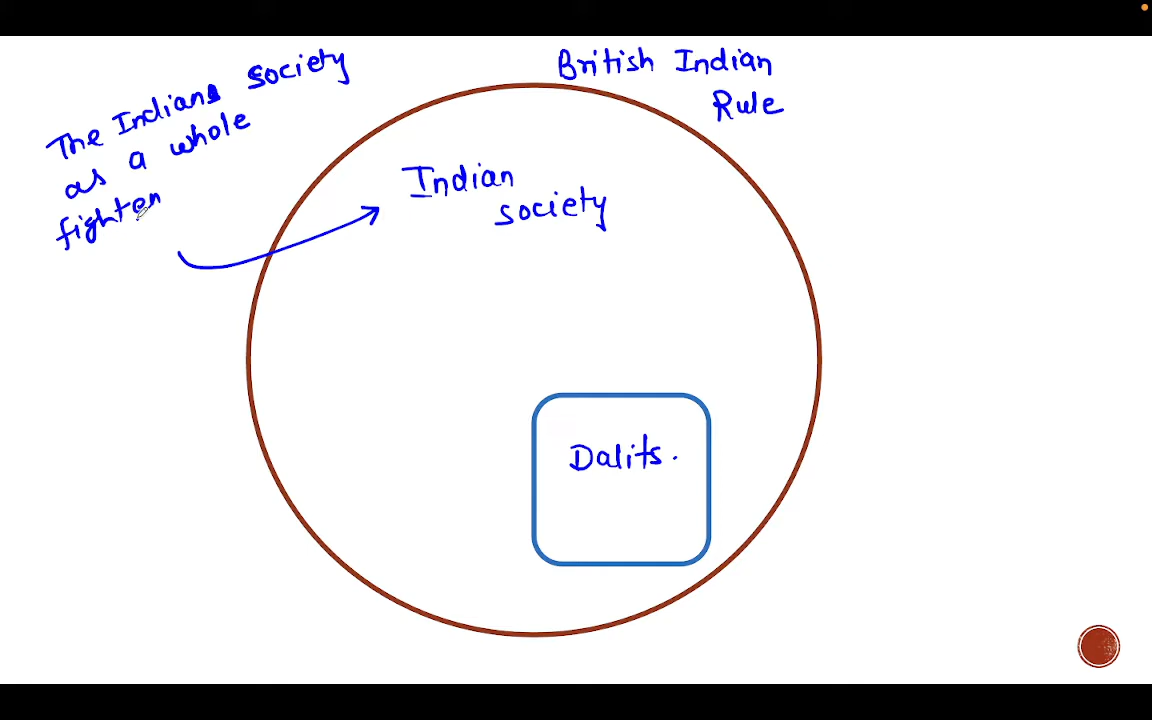 The Indians society
as a whole
fighten
British Indian
Rule
Indian
society
Dalits.